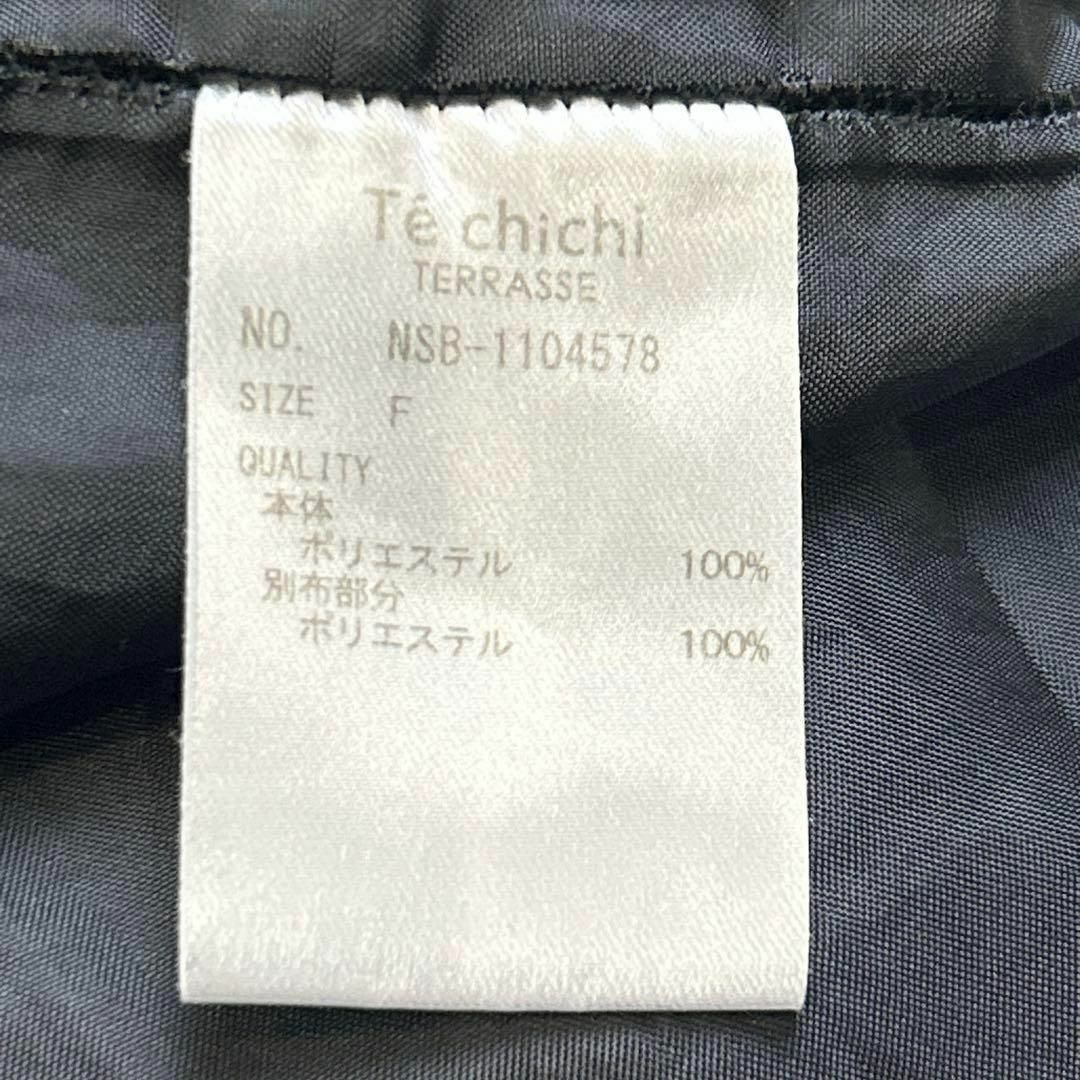 Tē chichi
TERRASSE
NO. NSB-1104578
SIZE F
QUALITY
本体
ポリエステル 100%
別布部分
ポリエステル 100%